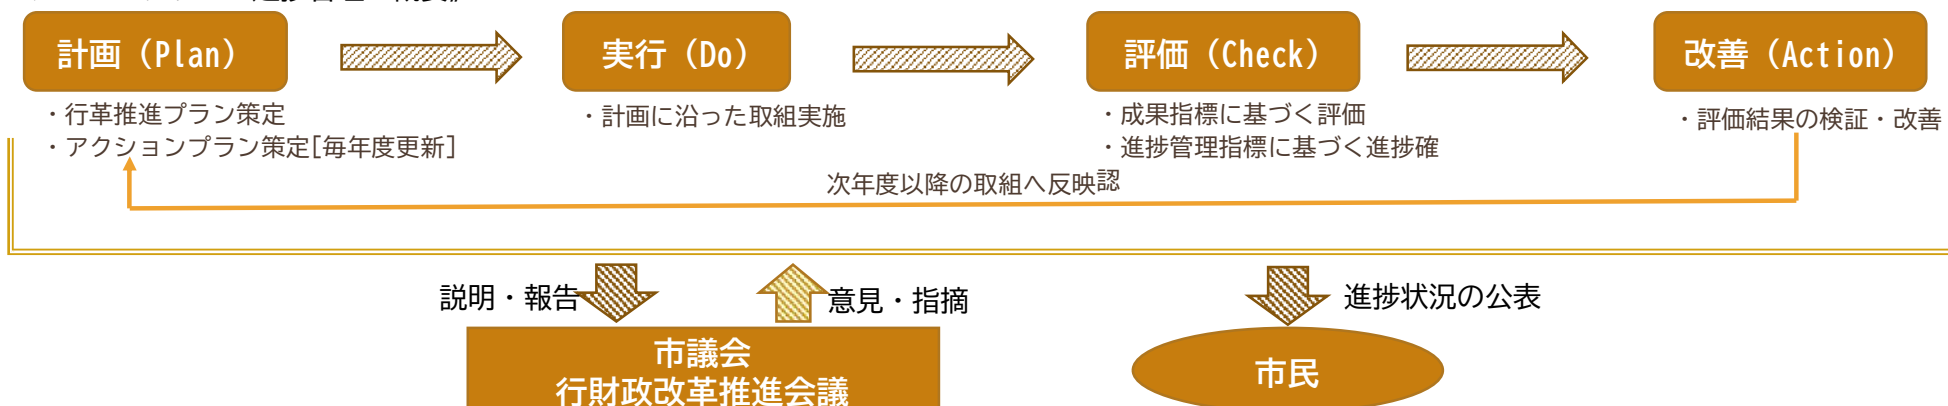 計画（Plan）
実行（Do）
評価（Check）
改善（Action）
・行革推進プラン策定
・アクションプラン策定[毎年度更新]
・計画に沿った取組実施
・成果指標に基づく評価
・進捗管理指標に基づく進捗確
認
・評価結果の検証・改善
次年度以降の取組へ反映
説明・報告
意見・指摘
進捗状況の公表
市議会
行財政改革推進会議
市民